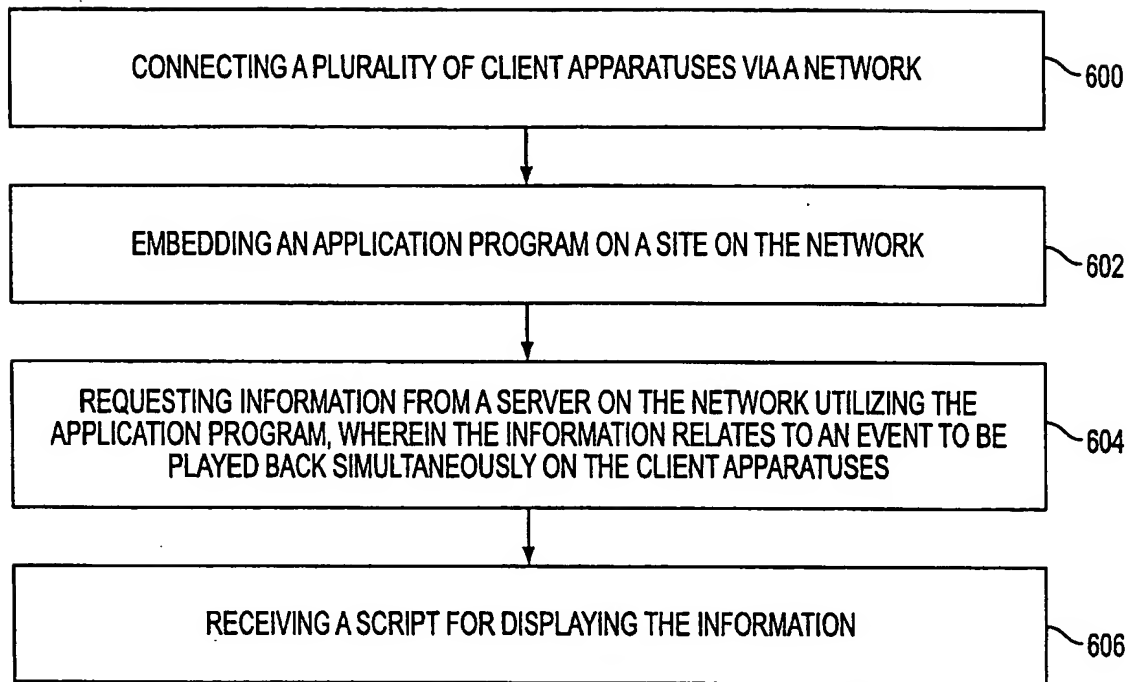 CONNECTING A PLURALITY OF CLIENT APPARATUSES VIA A NETWORK
600
EMBEDDING AN APPLICATION PROGRAM ON A SITE ON THE NETWORK
602
REQUESTING INFORMATION FROM A SERVER ON THE NETWORK UTILIZING THE
APPLICATION PROGRAM, WHEREIN THE INFORMATION RELATES TO AN EVENT TO BE
PLAYED BACK SIMULTANEOUSLY ON THE CLIENT APPARATUSES
604
RECEIVING A SCRIPT FOR DISPLAYING THE INFORMATION
606